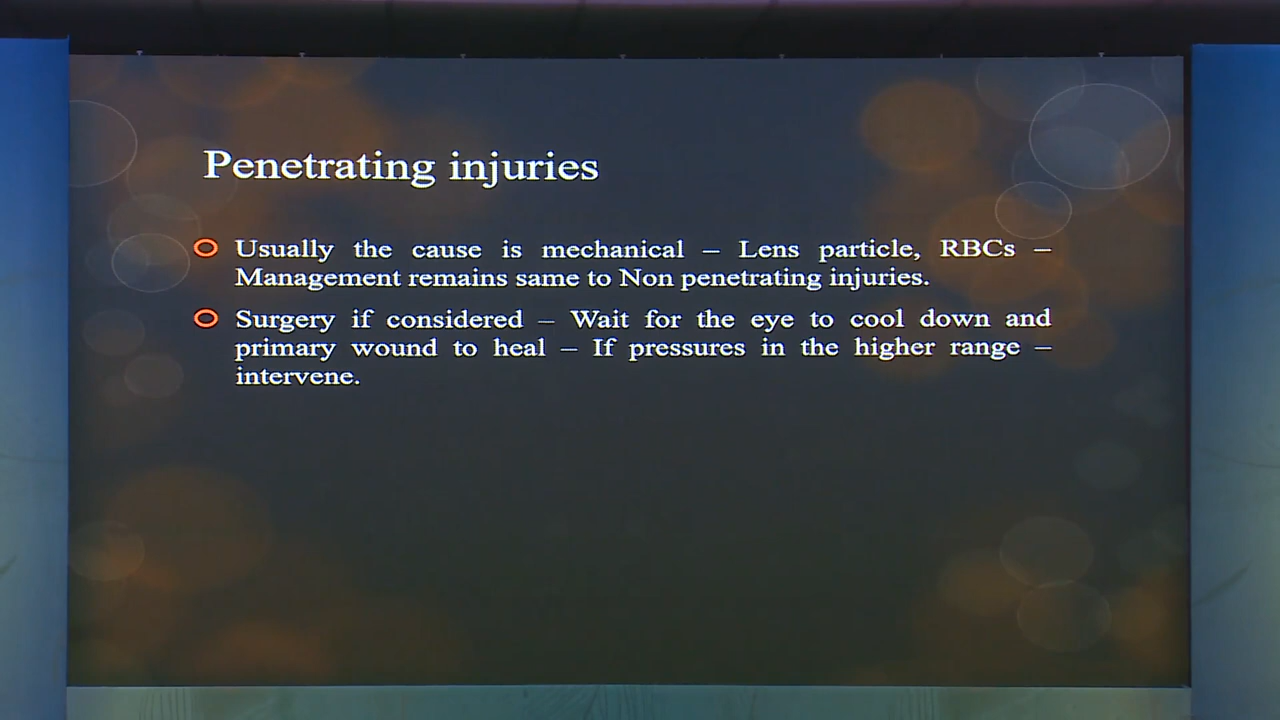 Penetrating injuries
Usually the cause is mechanical – Lens particle, RBCs –
Management remains same to Non penetrating injuries.
Surgery if considered – Wait for the eye to cool down and
primary wound to heal – If pressures in the higher range –
intervene.